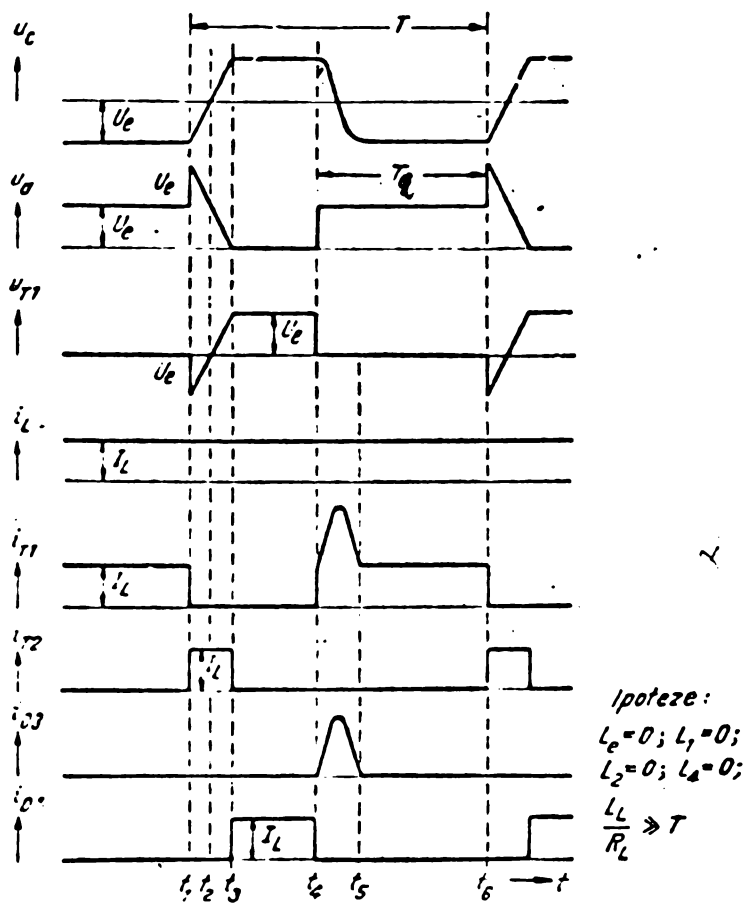 T
u_c
U_e
T_q
u_a
U_e
U_e
u_T1
U_e
U_e
i_L
I_L
i_T1
I_L
i_T2
I_L
i_D3
I_L
Ipoteze:
L_e=0; L_1=0;
L_2=0; L_4=0;
L_L/R_L ≫ T
t_1 t_2 t_3 t_4 t_5 t_6 → t